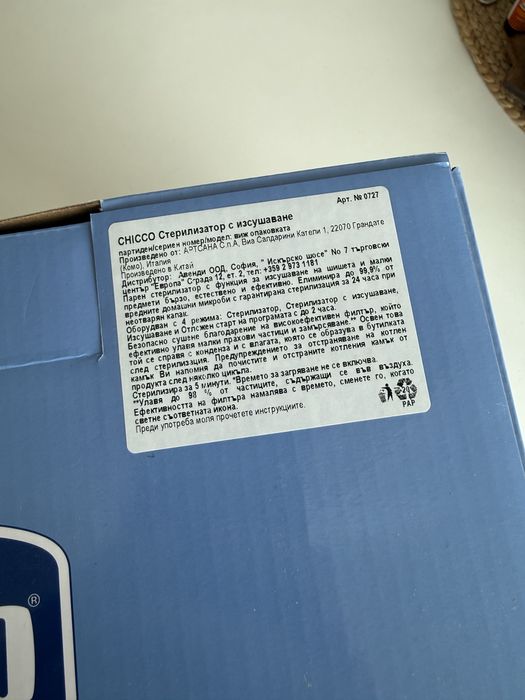 Арт. № 0727
CHICCO Стерилизатор с изсушаване
партиден/сериен номер/модел: виж опаковката
Произведено от: АРТСАНА С.п.А, Виа Салдарини Кателли 1, 22070 Грандате
(Комо), Италия
Произведено в Китай
Дистрибутор: Авенди ООД, София, " Искърско шосе" No 7 търговски
център "Европа" Сграда 12, ет. 2, тел: +359 2 973 1181
Парен стерилизатор с функция за изсушаване на шишета и малки
предмети бързо, естествено и ефективно. Елиминира до 99,9% от
вредните домашни микроби с гарантирана стерилизация за 24 часа при
неотварян капак.
Оборудван с 4 режима: Стерилизатор, Стерилизатор с изсушаване,
Изсушаване и Отложен старт на програмата с до 2 часа.
Безопасно сушене благодарение на високоефективен филтър, който
ефективно улавя малки прахови частици и замърсяване.** Освен това
той се справя с конденза и с влагата, която се образува в бутилката
след стерилизация. Предупреждението за отстраняване на котлен
камък Ви напомня да почистите и отстраните котления камък от
продукта след няколко цикъла.
Стерилизира за 5 минути. *Времето за загряване не се включва.
**Улавя до 98 % от частиците, съдържащи се във въздуха.
Ефективността на филтъра намалява с времето, сменете го, когато
светне съответната икона.
Преди употреба моля прочетете инструкциите.
20
PAP
®